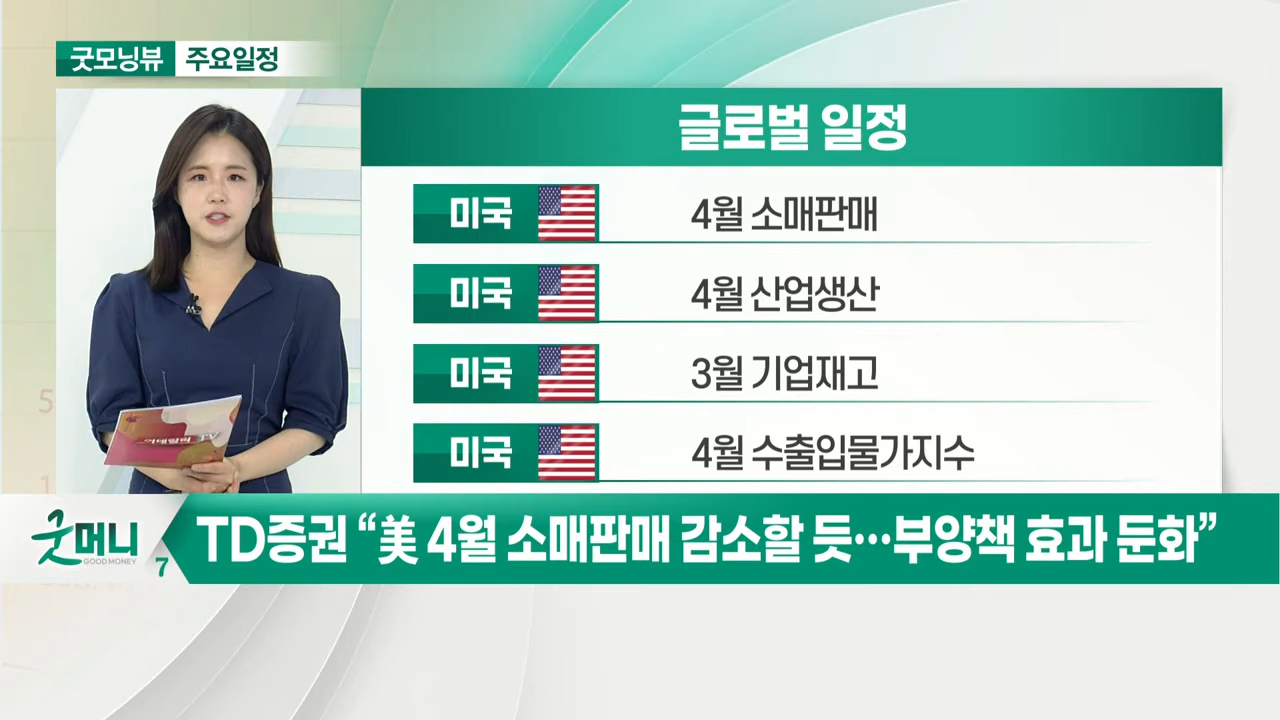 굿모닝뷰 주요일정
글로벌 일정
미국 4월 소매판매
미국 4월 산업생산
미국 3월 기업재고
미국 4월 수출입물가지수
굿머니
GOOD MONEY
7
TD증권 “美 4월 소매판매 감소할 듯…부양책 효과 둔화”
5
1